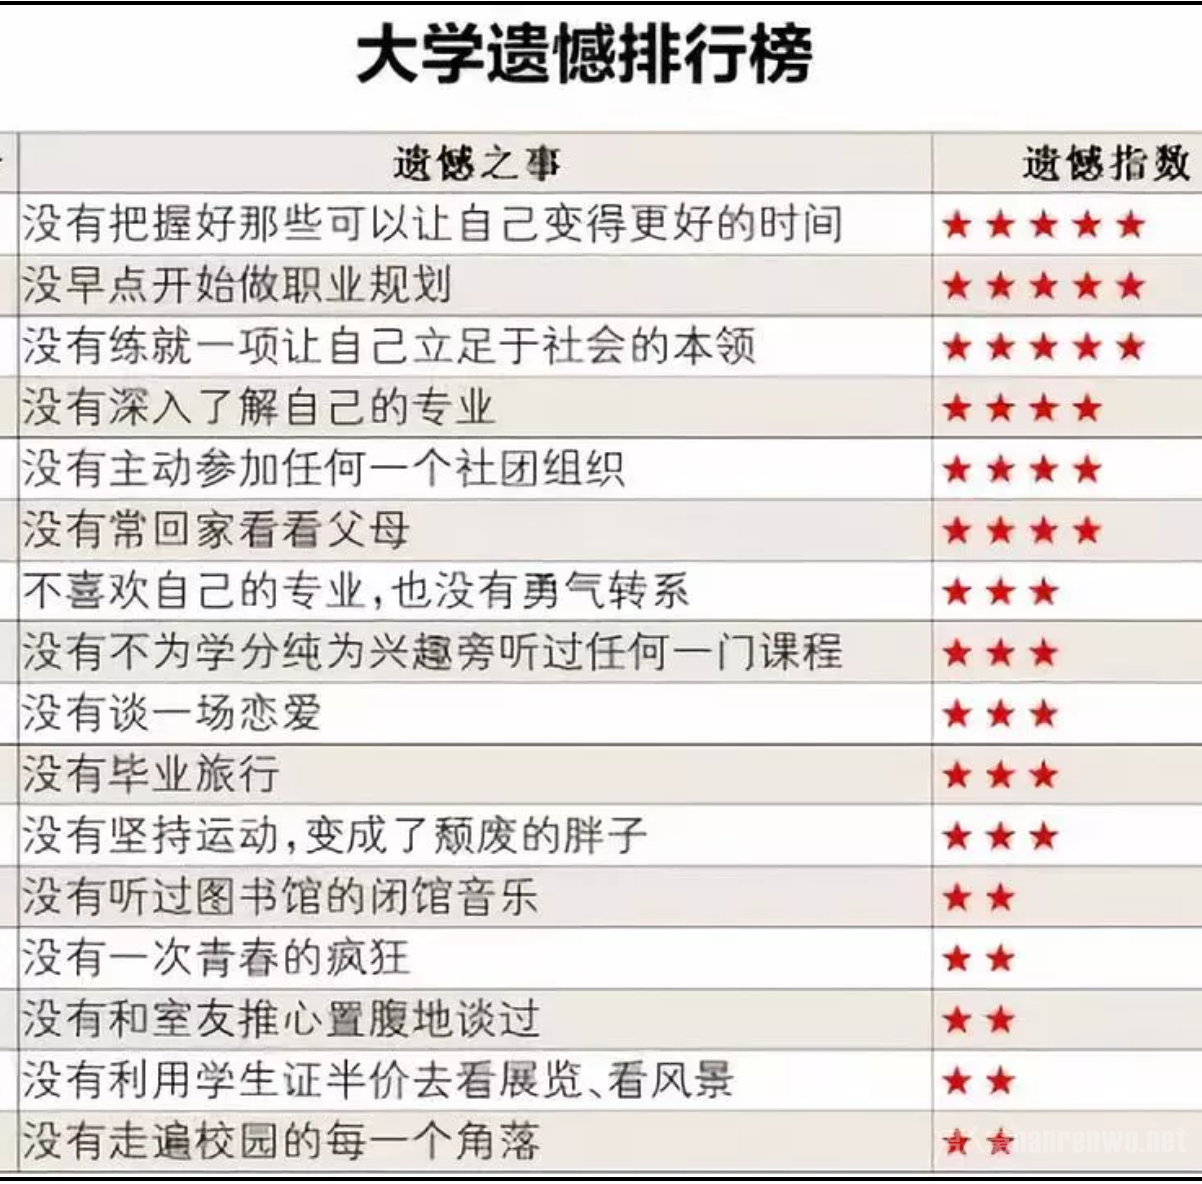 大学遗憾排行榜
遗憾之事 遗憾指数
没有把握好那些可以让自己变得更好的时间 ★★★★★
没早点开始做职业规划 ★★★★★
没有练就一项让自己立足于社会的本领 ★★★★★
没有深入了解自己的专业 ★★★★
没有主动参加任何一个社团组织 ★★★★
没有常回家看看父母 ★★★★
不喜欢自己的专业,也没有勇气转系 ★★★
没有不为学分纯为兴趣旁听过任何一门课程 ★★★
没有谈一场恋爱 ★★★
没有毕业旅行 ★★★
没有坚持运动,变成了颓废的胖子 ★★★
没有听过图书馆的闭馆音乐 ★★
没有一次青春的疯狂 ★★
没有和室友推心置腹地谈过 ★★
没有利用学生证半价去看展览、看风景 ★★
没有走遍校园的每一个角落 ★★